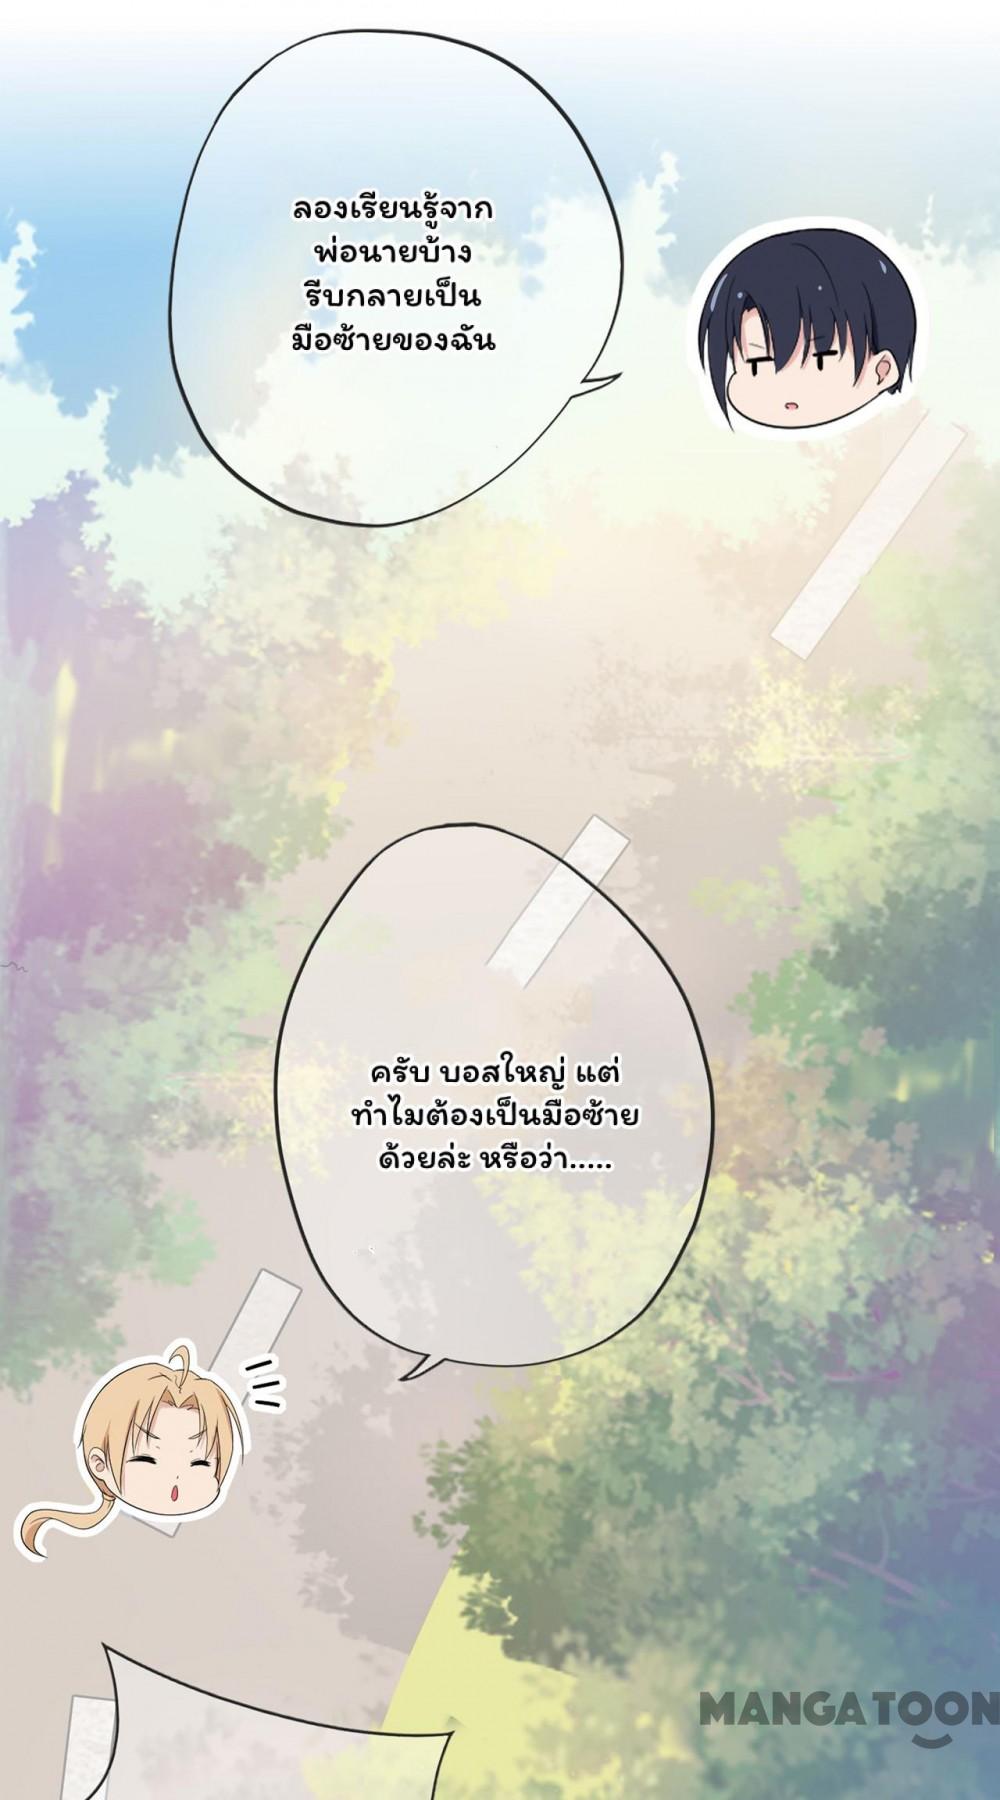 ลองเรียนรู้จาก
พ่อนายบ้าง
รีบกลายเป็น
มือซ้ายของฉัน
ครับ บอสใหญ่ แต่
ทำไมต้องเป็นมือซ้าย
ด้วยล่ะ หรือว่า.....
MANGATOON